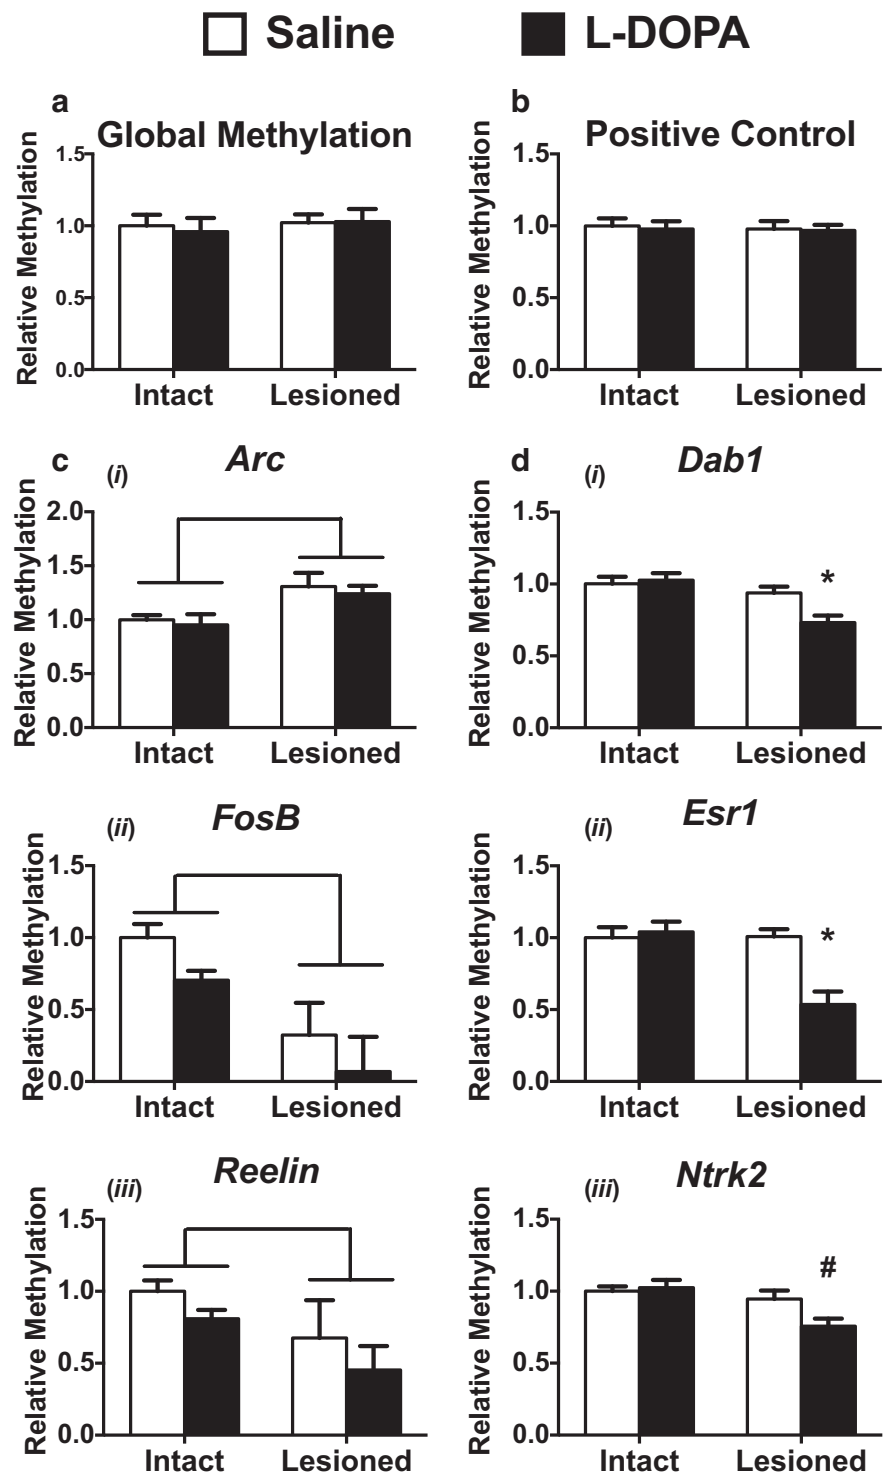 Saline L-DOPA
a
Global Methylation
Relative Methylation
1.5
1.0
0.5
0.0
Intact Lesioned
b
Positive Control
Relative Methylation
1.5
1.0
0.5
0.0
Intact Lesioned
c (i) Arc
Relative Methylation
2.0
1.5
1.0
0.5
0.0
Intact Lesioned
(ii) FosB
Relative Methylation
1.5
1.0
0.5
0.0
Intact Lesioned
(iii) Reelin
Relative Methylation
1.5
1.0
0.5
0.0
Intact Lesioned
d (i) Dab1
Relative Methylation
1.5
1.0
0.5
0.0
*
Intact Lesioned
(ii) Esr1
Relative Methylation
1.5
1.0
0.5
0.0
*
Intact Lesioned
(iii) Ntrk2
Relative Methylation
1.5
1.0
0.5
0.0
#
Intact Lesioned